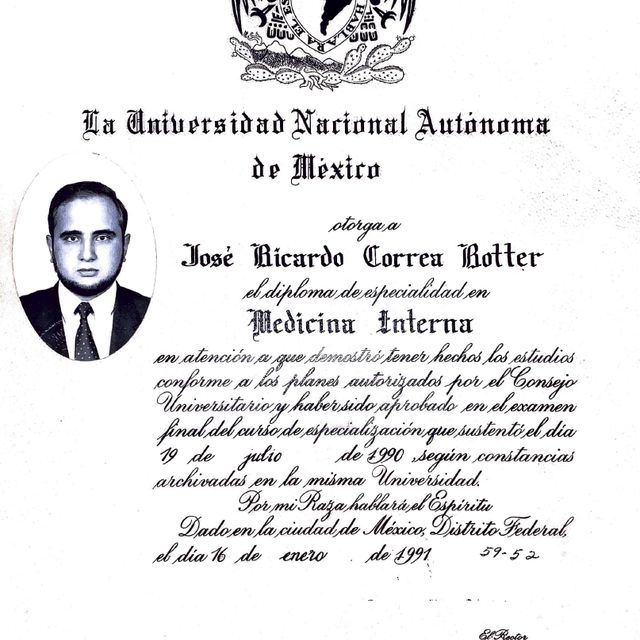 HABLARA EL ES
La Universidad Nacional Autónoma
de México
otorga a
José Ricardo Correa Rotter
el diploma de especialidad en
Medicina Interna
en atención a que demostró tener hechos los estudios
conforme a los planes autorizados por el Consejo
Universitario y haber sido aprobado en el examen
final del curso de especialización que sustentó el día
19 de julio de 1990, según constancias
archivadas en la misma Universidad.
Por mi Raza hablará el Espíritu
Dado en la ciudad de México, Distrito Federal,
el día 16 de enero de 1991
59-52
El Rector